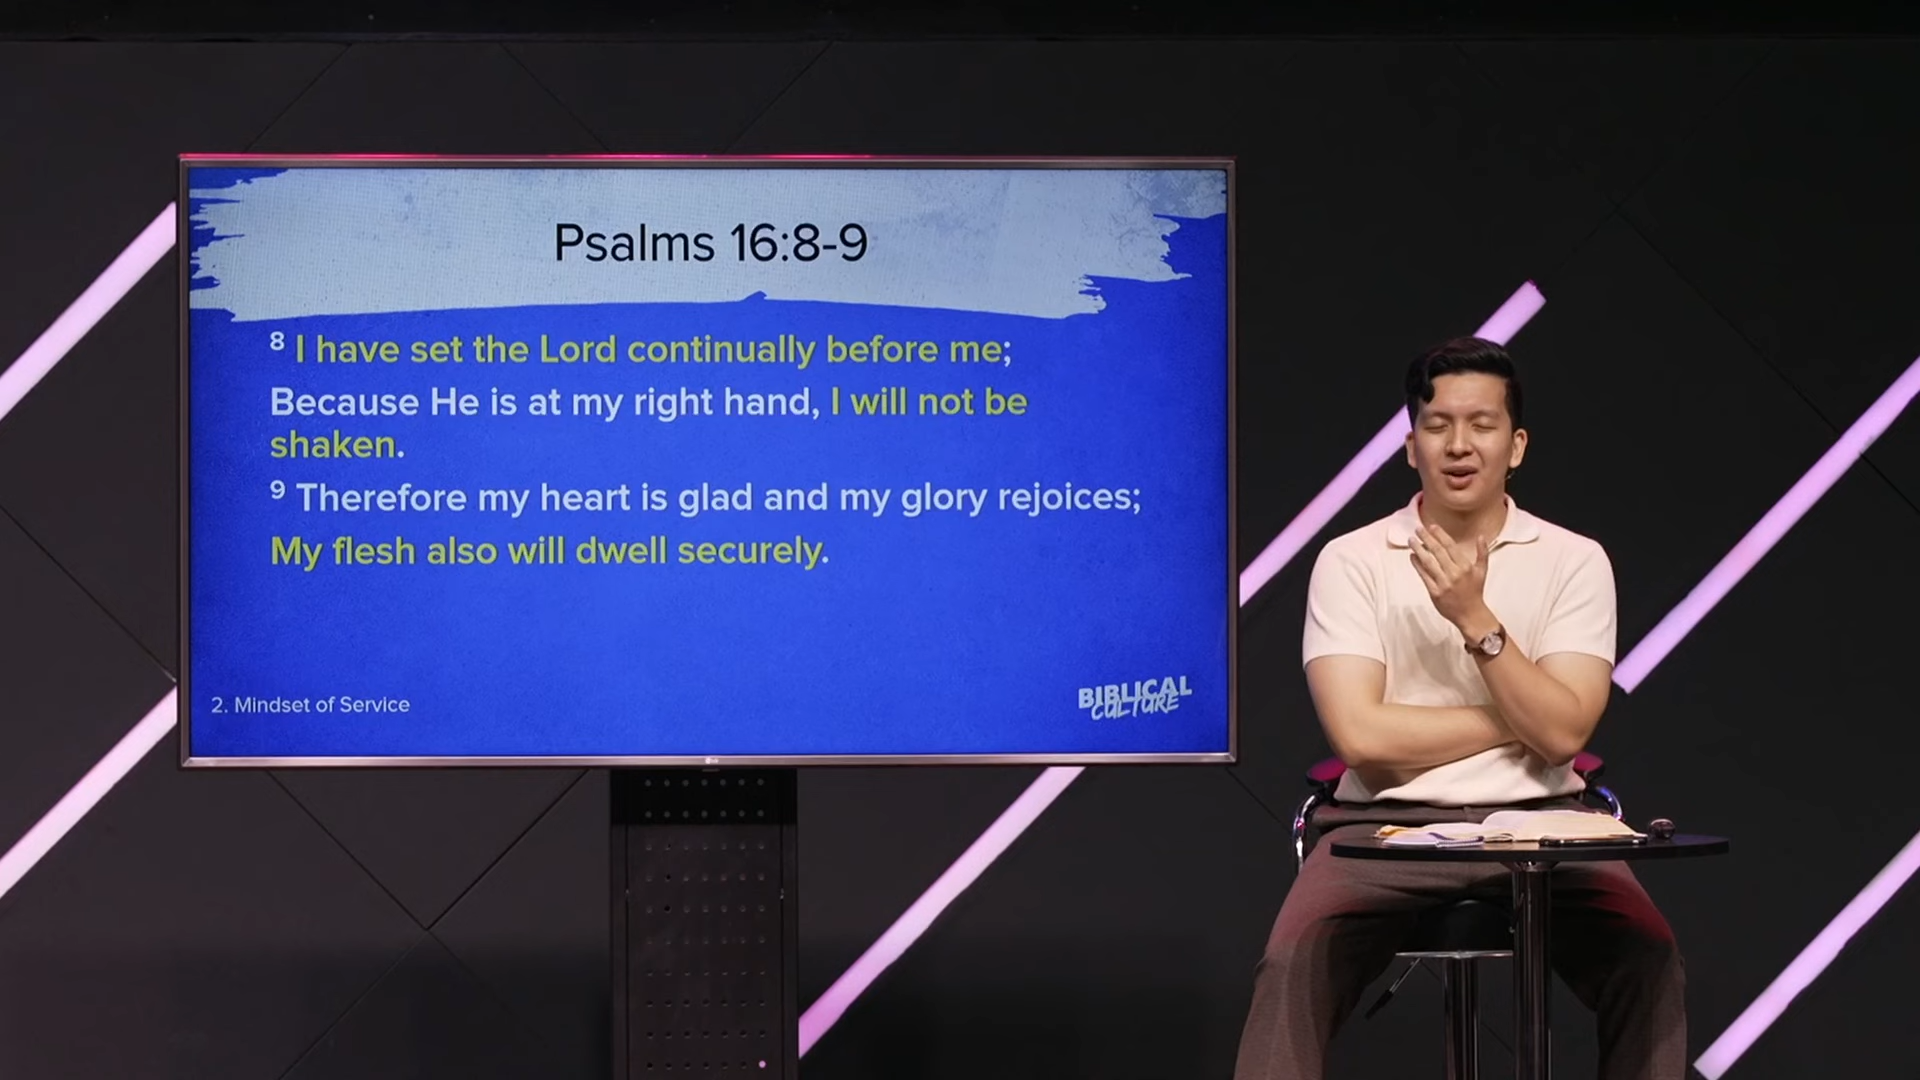 Psalms 16:8-9
8 I have set the Lord continually before me;
Because He is at my right hand, I will not be
shaken.
9 Therefore my heart is glad and my glory rejoices;
My flesh also will dwell securely.
2. Mindset of Service
BIBLICAL
CULTURE
LG